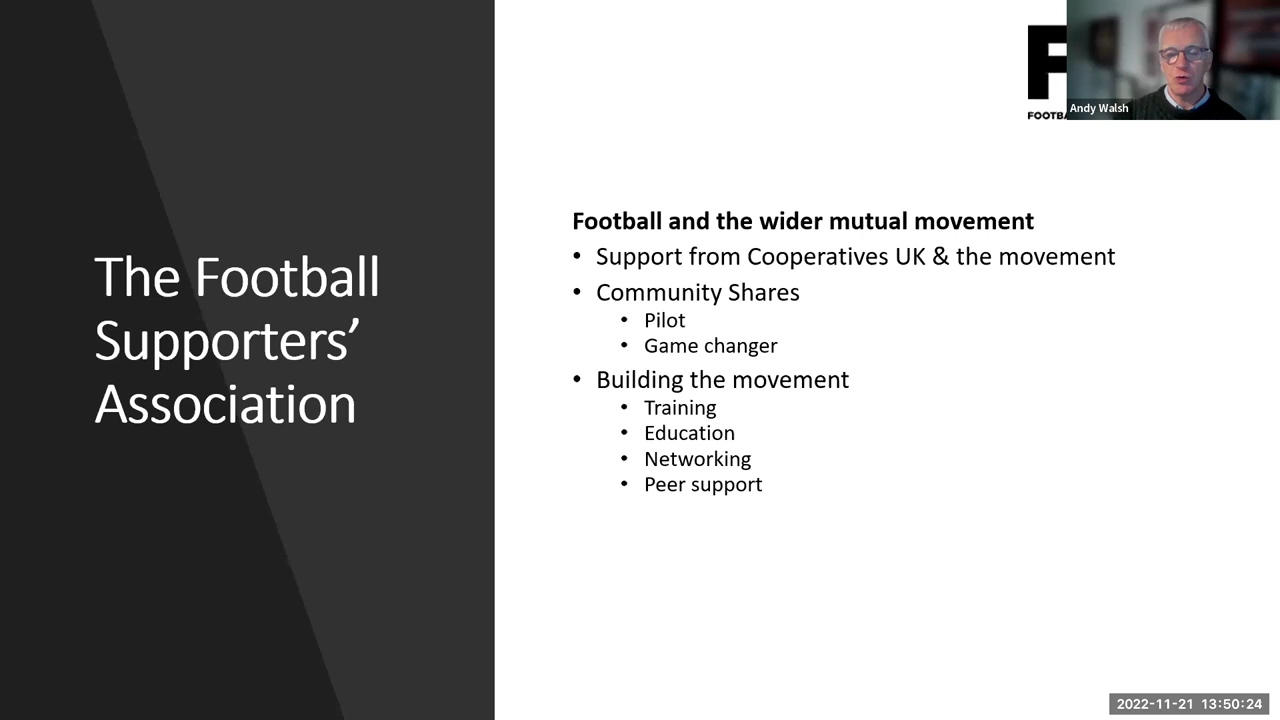 The Football
Supporters’
Association
F
FOOTBA
Andy Walsh
Football and the wider mutual movement
• Support from Cooperatives UK & the movement
• Community Shares
• Pilot
• Game changer
• Building the movement
• Training
• Education
• Networking
• Peer support
2022-11-21 13:50:24